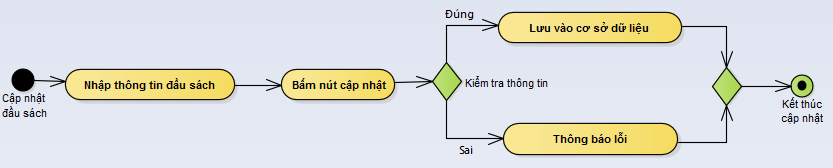 Cập nhật
đầu sách
Nhập thông tin đầu sách
Bấm nút cập nhật
Kiểm tra thông tin
Đúng
Lưu vào cơ sở dữ liệu
Sai
Thông báo lỗi
Kết thúc
cập nhật